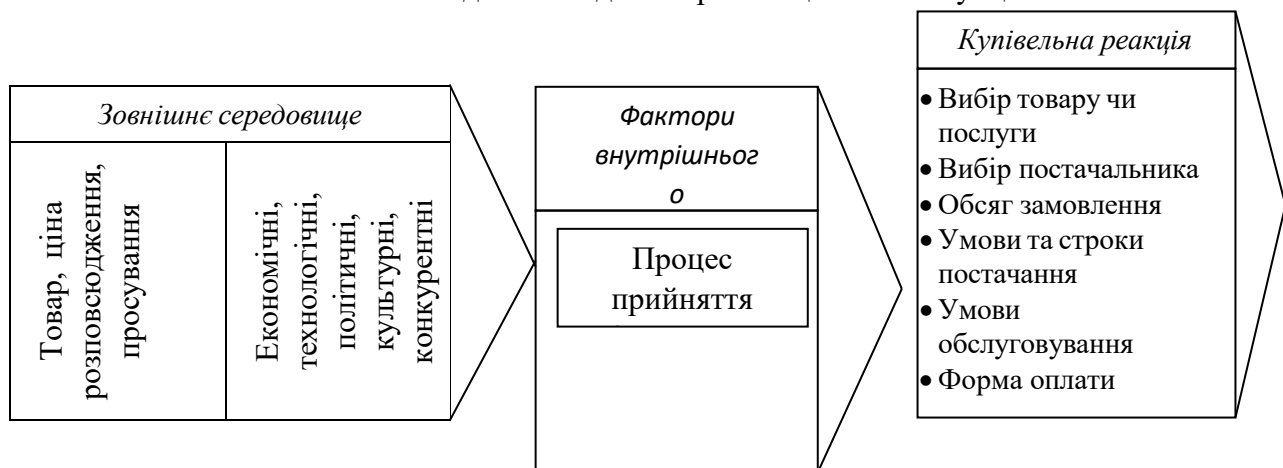 Купівельна реакція
Зовнішнє середовище
Товар, ціна
розповсюдження,
просування
Економічні,
технологічні,
політичні,
культурні,
конкурентні
Фактори
внутрішньог
о
Процес
прийняття
• Вибір товару чи
послуги
• Вибір постачальника
• Обсяг замовлення
• Умови та строки
постачання
• Умови
обслуговування
• Форма оплати